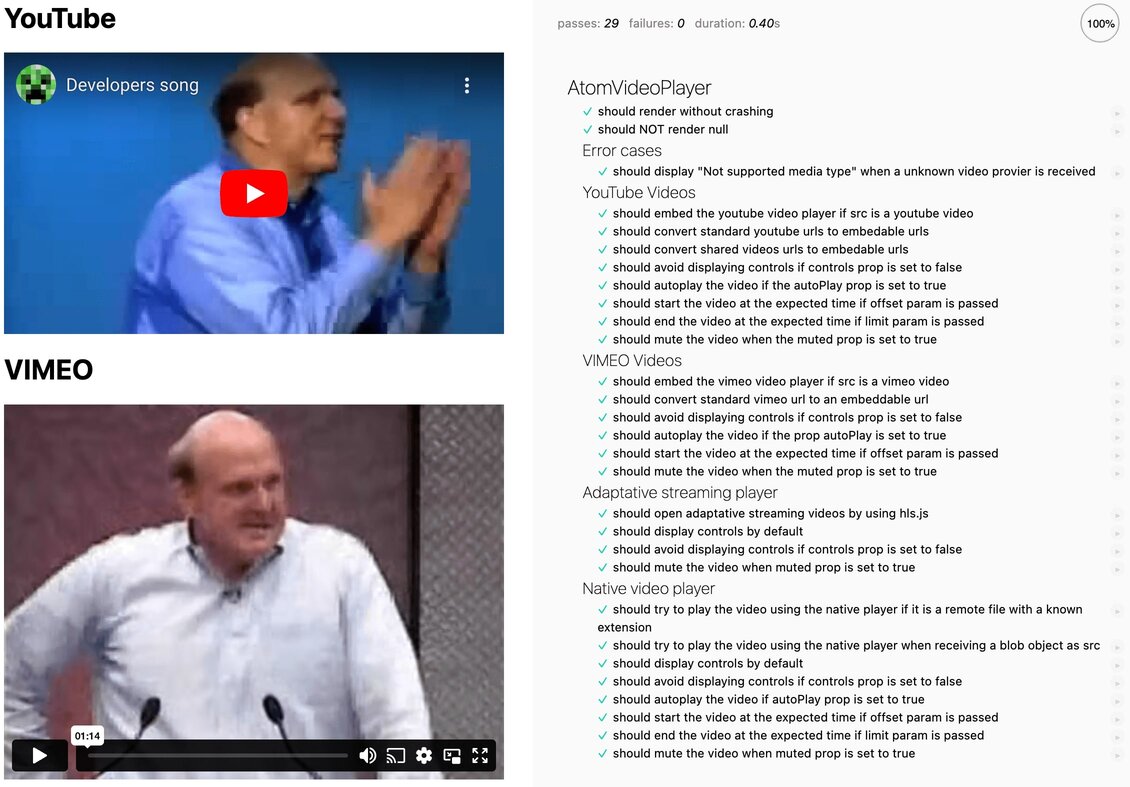 YouTube
Developers song
VIMEO
01:14
passes: 29 failures: 0 duration: 0.40s
100%
AtomVideoPlayer
✓ should render without crashing
✓ should NOT render null
Error cases
✓ should display "Not supported media type" when a unknown video provier is received
YouTube Videos
✓ should embed the youtube video player if src is a youtube video
✓ should convert standard youtube urls to embedable urls
✓ should convert shared videos urls to embedable urls
✓ should avoid displaying controls if controls prop is set to false
✓ should autoplay the video if the autoPlay prop is set to true
✓ should start the video at the expected time if offset param is passed
✓ should end the video at the expected time if limit param is passed
✓ should mute the video when the muted prop is set to true
VIMEO Videos
✓ should embed the vimeo video player if src is a vimeo video
✓ should convert standard vimeo url to an embeddable url
✓ should avoid displaying controls if controls prop is set to false
✓ should autoplay the video if the prop autoPlay is set to true
✓ should start the video at the expected time if offset param is passed
✓ should mute the video when the muted prop is set to true
Adaptative streaming player
✓ should open adaptative streaming videos by using hls.js
✓ should display controls by default
✓ should avoid displaying controls if controls prop is set to false
✓ should mute the video when muted prop is set to true
Native video player
✓ should try to play the video using the native player if it is a remote file with a known
extension
✓ should try to play the video using the native player when receiving a blob object as src
✓ should display controls by default
✓ should avoid displaying controls if controls prop is set to false
✓ should autoplay the video if autoPlay prop is set to true
✓ should start the video at the expected time if offset param is passed
✓ should end the video at the expected time if limit param is passed
✓ should mute the video when muted prop is set to true